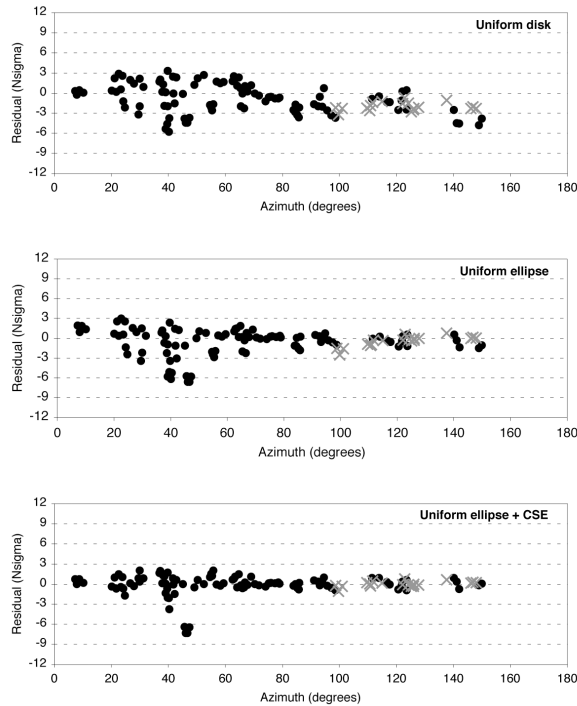 12
Uniform disk
9
6
3
0
-3
-6
-9
-12
Residual (Nsigma)
0 20 40 60 80 100 120 140 160 180
Azimuth (degrees)
12
Uniform ellipse
9
6
3
0
-3
-6
-9
-12
Residual (Nsigma)
0 20 40 60 80 100 120 140 160 180
Azimuth (degrees)
12
Uniform ellipse + CSE
9
6
3
0
-3
-6
-9
-12
Residual (Nsigma)
0 20 40 60 80 100 120 140 160 180
Azimuth (degrees)